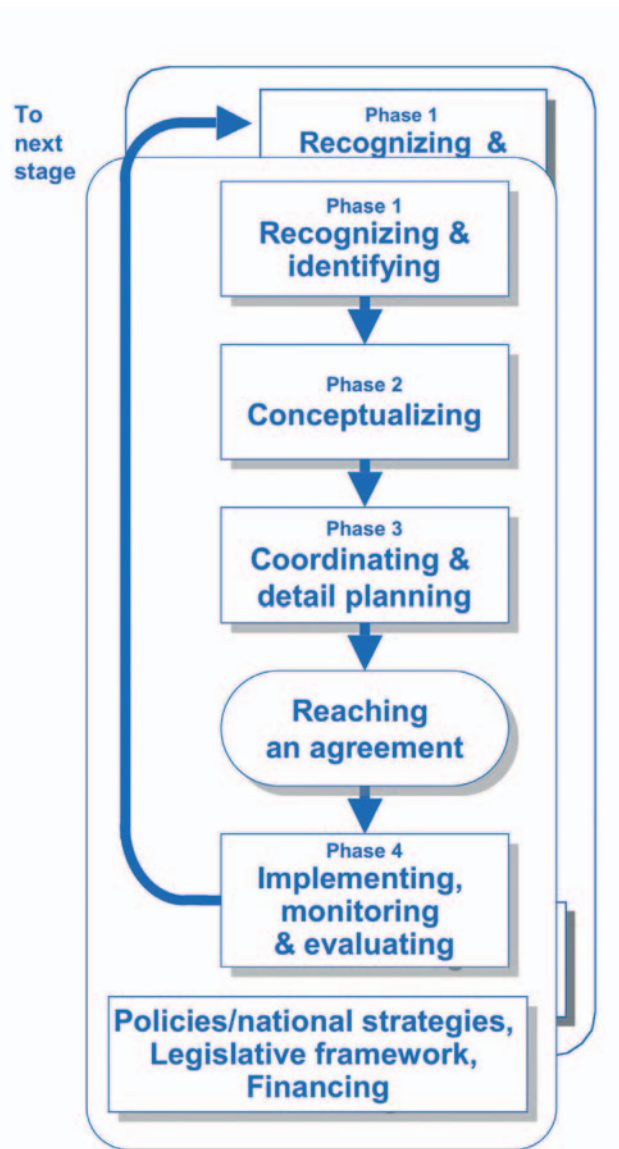 To
next
stage
Phase 1
Recognizing &
Phase 1
Recognizing &
identifying
Phase 2
Conceptualizing
Phase 3
Coordinating &
detail planning
Reaching
an agreement
Phase 4
Implementing,
monitoring
& evaluating
Policies/national strategies,
Legislative framework,
Financing